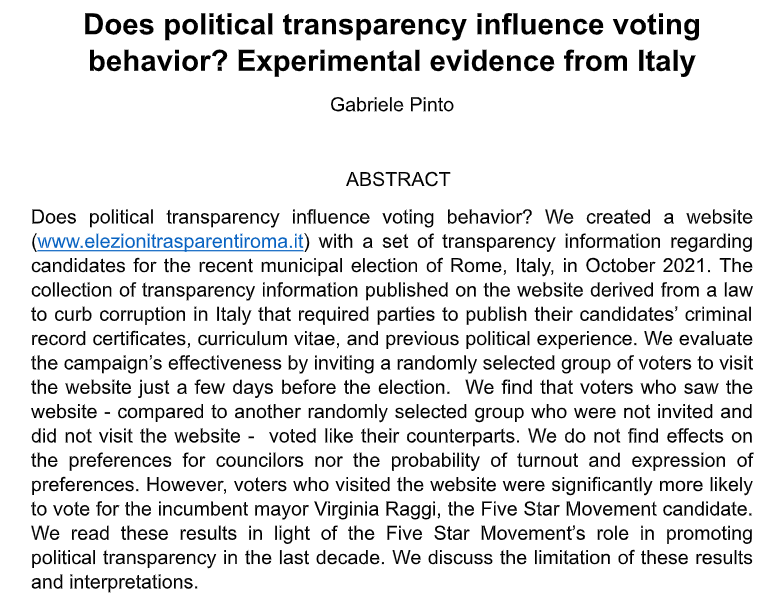 Does political transparency influence voting
behavior? Experimental evidence from Italy
Gabriele Pinto
ABSTRACT
Does political transparency influence voting behavior? We created a website
(www.elezionitrasparentiroma.it) with a set of transparency information regarding
candidates for the recent municipal election of Rome, Italy, in October 2021. The
collection of transparency information published on the website derived from a law
to curb corruption in Italy that required parties to publish their candidates’ criminal
record certificates, curriculum vitae, and previous political experience. We evaluate
the campaign’s effectiveness by inviting a randomly selected group of voters to visit
the website just a few days before the election. We find that voters who saw the
website - compared to another randomly selected group who were not invited and
did not visit the website - voted like their counterparts. We do not find effects on
the preferences for councilors nor the probability of turnout and expression of
preferences. However, voters who visited the website were significantly more likely
to vote for the incumbent mayor Virginia Raggi, the Five Star Movement candidate.
We read these results in light of the Five Star Movement’s role in promoting
political transparency in the last decade. We discuss the limitation of these results
and interpretations.